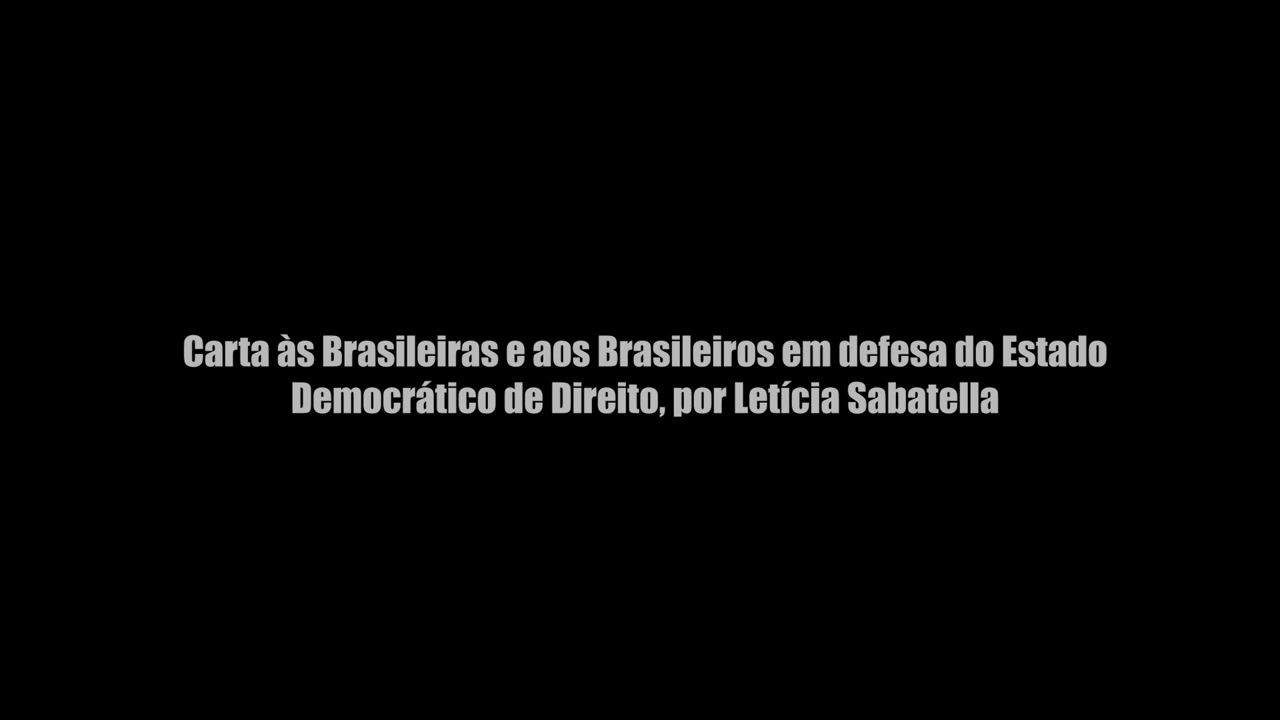 Carta às Brasileiras e aos Brasileiros em defesa do Estado
Democrático de Direito, por Letícia Sabatella